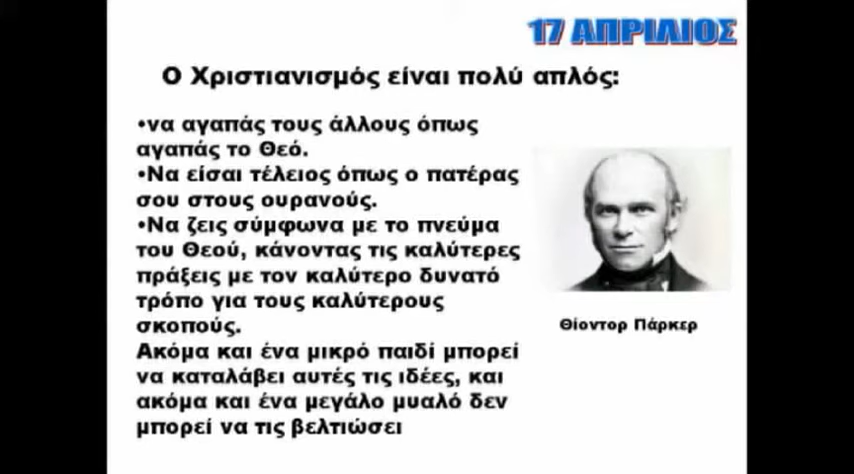 17 ΑΠΡΙΛΙΟΣ
Ο Χριστιανισμός είναι πολύ απλός:
•να αγαπάς τους άλλους όπως
αγαπάς το Θεό.
•Να είσαι τέλειος όπως ο πατέρας
σου στους ουρανούς.
•Να ζεις σύμφωνα με το πνεύμα
του Θεού, κάνοντας τις καλύτερες
πράξεις με τον καλύτερο δυνατό
τρόπο για τους καλύτερους
σκοπούς.
Ακόμα και ένα μικρό παιδί μπορεί
να καταλάβει αυτές τις ιδέες, και
ακόμα και ένα μεγάλο μυαλό δεν
μπορεί να τις βελτιώσει
Θίοντορ Πάρκερ